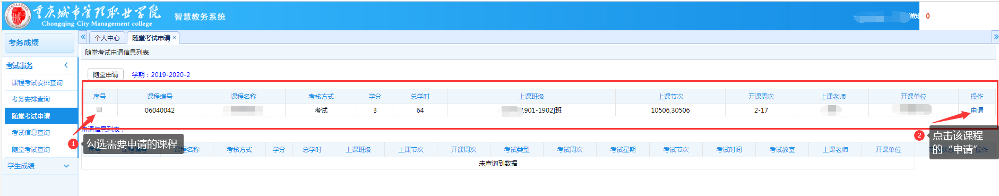 重庆城市管理职业学院
Chongqing City Management college
智慧教务系统
通知 0
考务成绩
个人中心
随堂考试申请 ×
随堂考试申请信息列表
考试事务
课程考试安排查询
考务安排查询
随堂考试申请
考试信息查询
随堂考试查询
学生成绩
随堂申请 学期：2019-2020-2
序号 课程编号 课程名称 考核方式 学分 总学时 上课班级 上课节次 开课周次 上课老师 开课单位 操作
06040042 考试 3 64 1901-1902]班 10506,30506 2-17 申请
申请信息列表：
1 勾选需要申请的课程
2 点击该课程
的“申请”
序号 课程编号 课程名称 考核方式 学分 总学时 上课班级 上课节次 开课周次 考试类型 考试周次 考试星期 考试节次 考试时间 考试教室 上课老师 开课单位 操作
未查询到数据